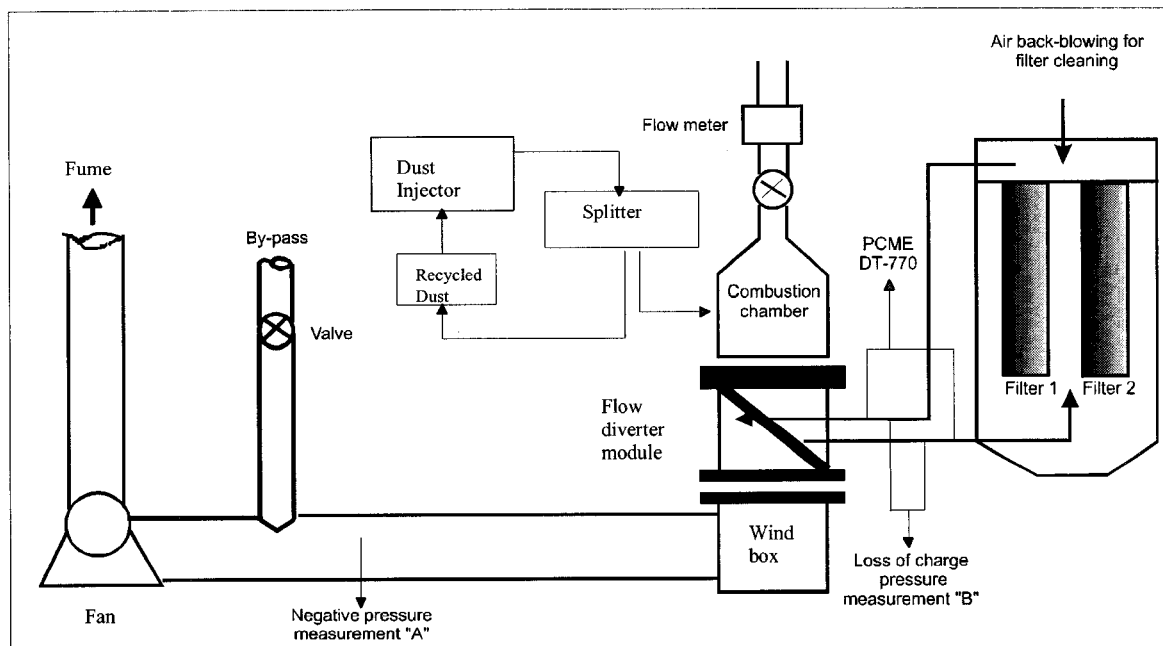 Air back-blowing for
filter cleaning
Flow meter
Dust
Injector
Fume
Splitter
By-pass
PCME
DT-770
Recycled
Dust
Combustion
chamber
Valve
Filter 1
Filter 2
Flow
diverter
module
Wind
box
Loss of charge
pressure
measurement "B"
Fan
Negative pressure
measurement "A"